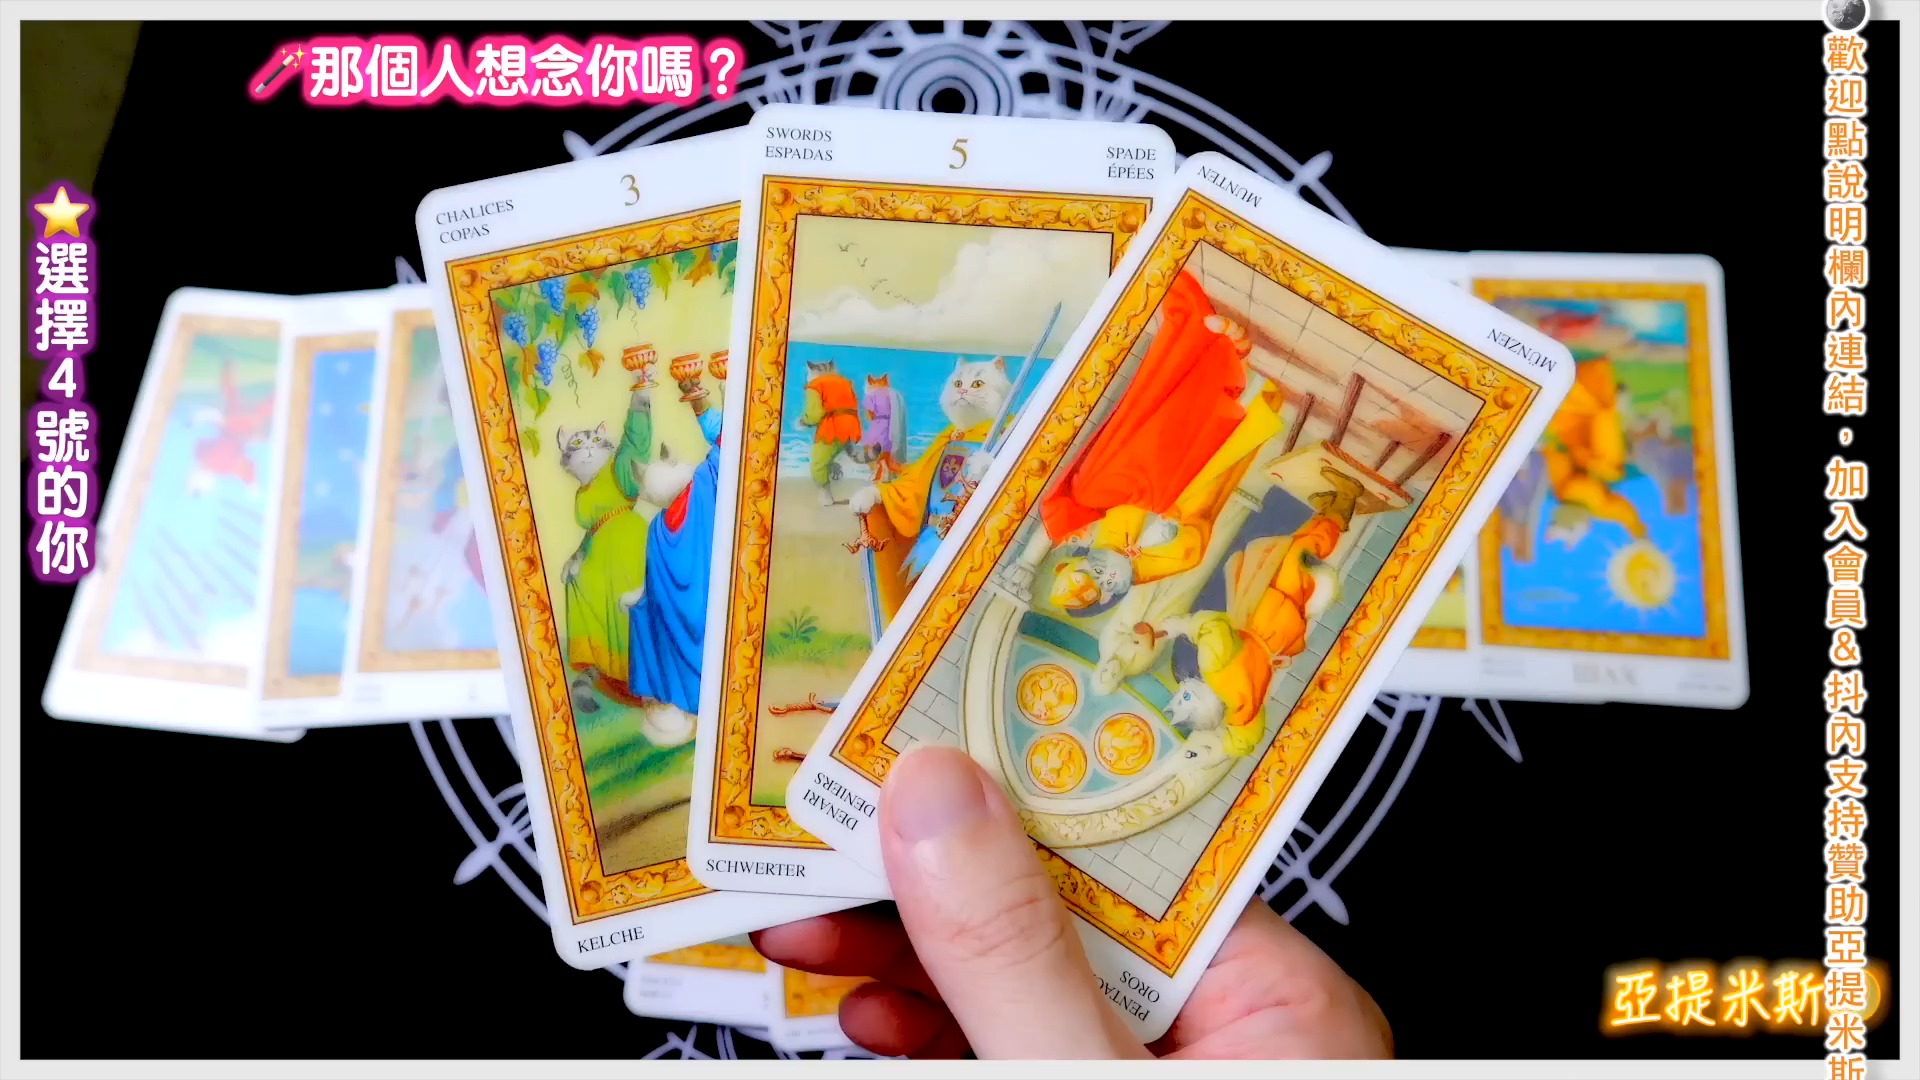 那個人想念你嗎？
選擇4號的你
歡迎點說明欄內連結，加入會員&抖內支持贊助亞提米斯
CHALICES
COPAS
3
KELCHE
SWORDS
ESPADAS
5
SPADE
ÉPÉES
SCHWERTER
MUNTEN
MÜNZEN
DENARI
DENIERS
OROS
亞提米斯